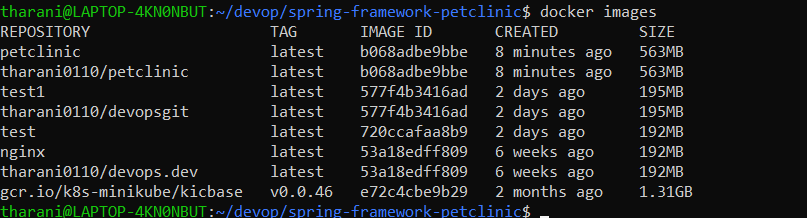 tharani@LAPTOP-4KN0NBUT:~/devop/spring-framework-petclinic$ docker images
REPOSITORY TAG IMAGE ID CREATED SIZE
petclinic latest b068adbe9bbe 8 minutes ago 563MB
tharani0110/petclinic latest b068adbe9bbe 8 minutes ago 563MB
test1 latest 577f4b3416ad 2 days ago 195MB
tharani0110/devopsgit latest 577f4b3416ad 2 days ago 195MB
test latest 720ccafaa8b9 2 days ago 192MB
nginx latest 53a18edff809 6 weeks ago 192MB
tharani0110/devops.dev latest 53a18edff809 6 weeks ago 192MB
gcr.io/k8s-minikube/kicbase v0.0.46 e72c4cbe9b29 2 months ago 1.31GB
tharani@LAPTOP-4KN0NBUT:~/devop/spring-framework-petclinic$